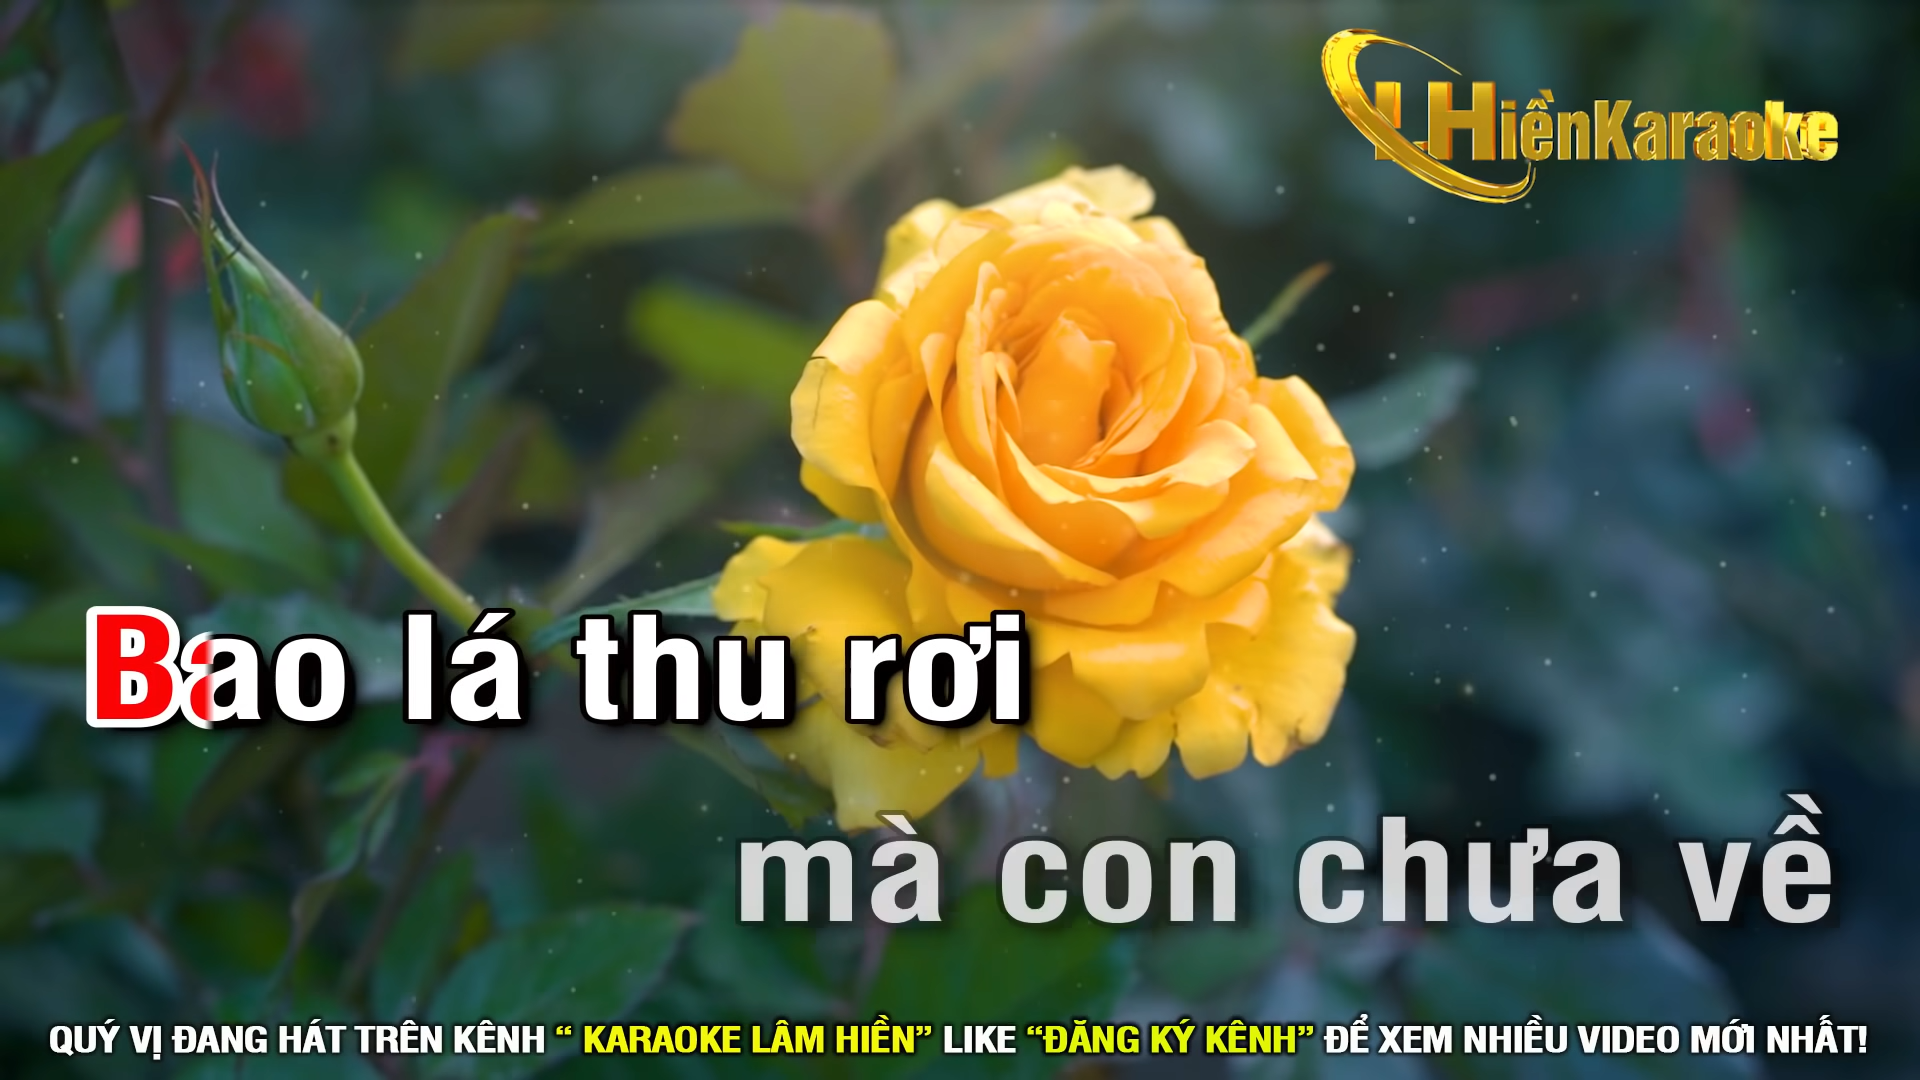 LHiềnKaraoke
Bao lá thu rơi
mà con chưa về
QUÝ VỊ ĐANG HÁT TRÊN KÊNH “ KARAOKE LÂM HIỀN” LIKE “ĐĂNG KÝ KÊNH” ĐỂ XEM NHIỀU VIDEO MỚI NHẤT!